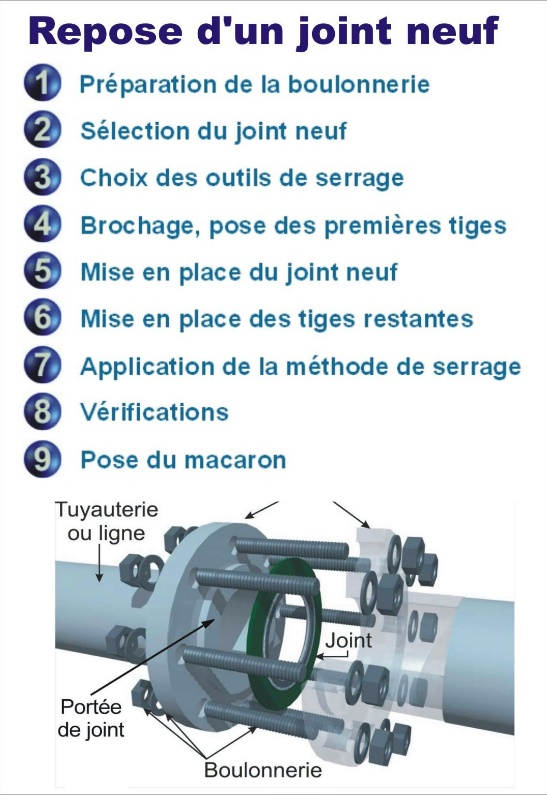 Repose d'un joint neuf
1 Préparation de la boulonnerie
2 Sélection du joint neuf
3 Choix des outils de serrage
4 Brochage, pose des premières tiges
5 Mise en place du joint neuf
6 Mise en place des tiges restantes
7 Application de la méthode de serrage
8 Vérifications
9 Pose du macaron
Tuyauterie
ou ligne
Joint
Portée
de joint
Boulonnerie